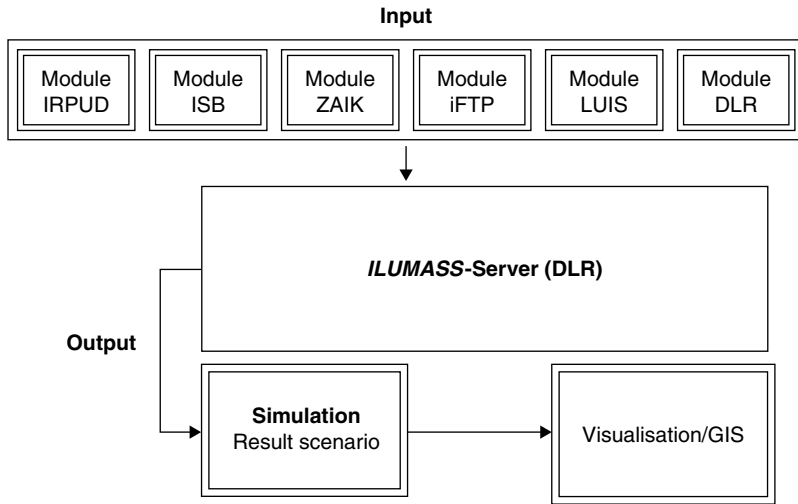 Input
Module
IRPUD
Module
ISB
Module
ZAIK
Module
iFTP
Module
LUIS
Module
DLR
ILUMASS-Server (DLR)
Output
Simulation
Result scenario
Visualisation/GIS